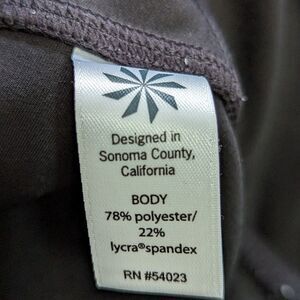 Designed in
Sonoma County,
California
BODY
78% polyester/
22%
lycra®spandex
RN #54023